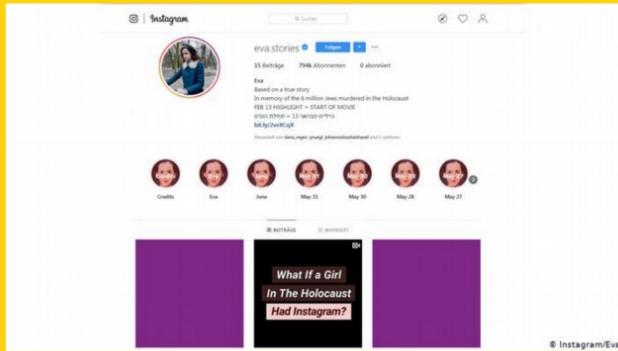 Instagram
Suchen
eva.stories Folgen
15 Beiträge 794k Abonnenten 0 abonniert
Eva
Based on a true story
In memory of the 6 million Jews murdered in the Holocaust
FEB 13 HIGHLIGHT = START OF MOVIE
bit.ly/2vvXCqX
Credits Eva June May 31 May 30 May 28 May 27
BEITRÄGE MARKIERT
What If a Girl
In The Holocaust
Had Instagram?
© Instagram/Eva